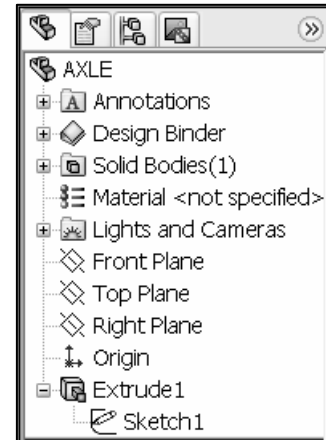 AXLE
Annotations
Design Binder
Solid Bodies(1)
Material <not specified>
Lights and Cameras
Front Plane
Top Plane
Right Plane
Origin
Extrude1
Sketch1